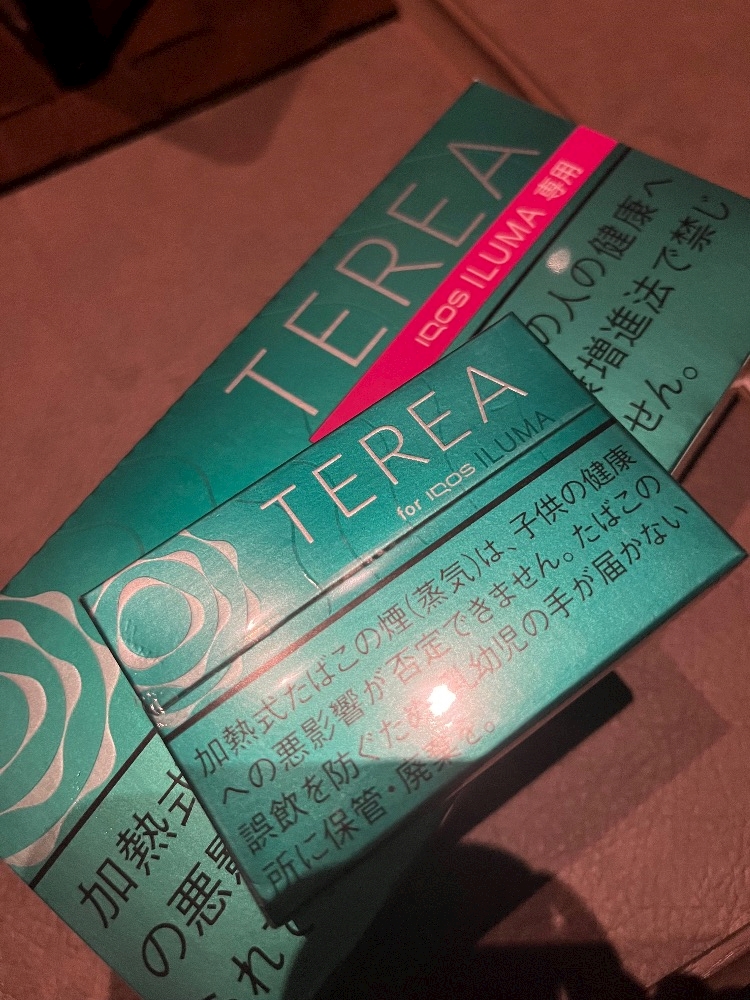 TEREA
IQOS ILUMA 専用
の人の健康へ
増進法で禁じ
せん。
加熱式
の悪影
れて
TEREA
for IQOS ILUMA
加熱式たばこの煙(蒸気)は、子供の健康
への悪影響が否定できません。たばこの
誤飲を防ぐため、乳幼児の手が届かない
所に保管・廃棄を。